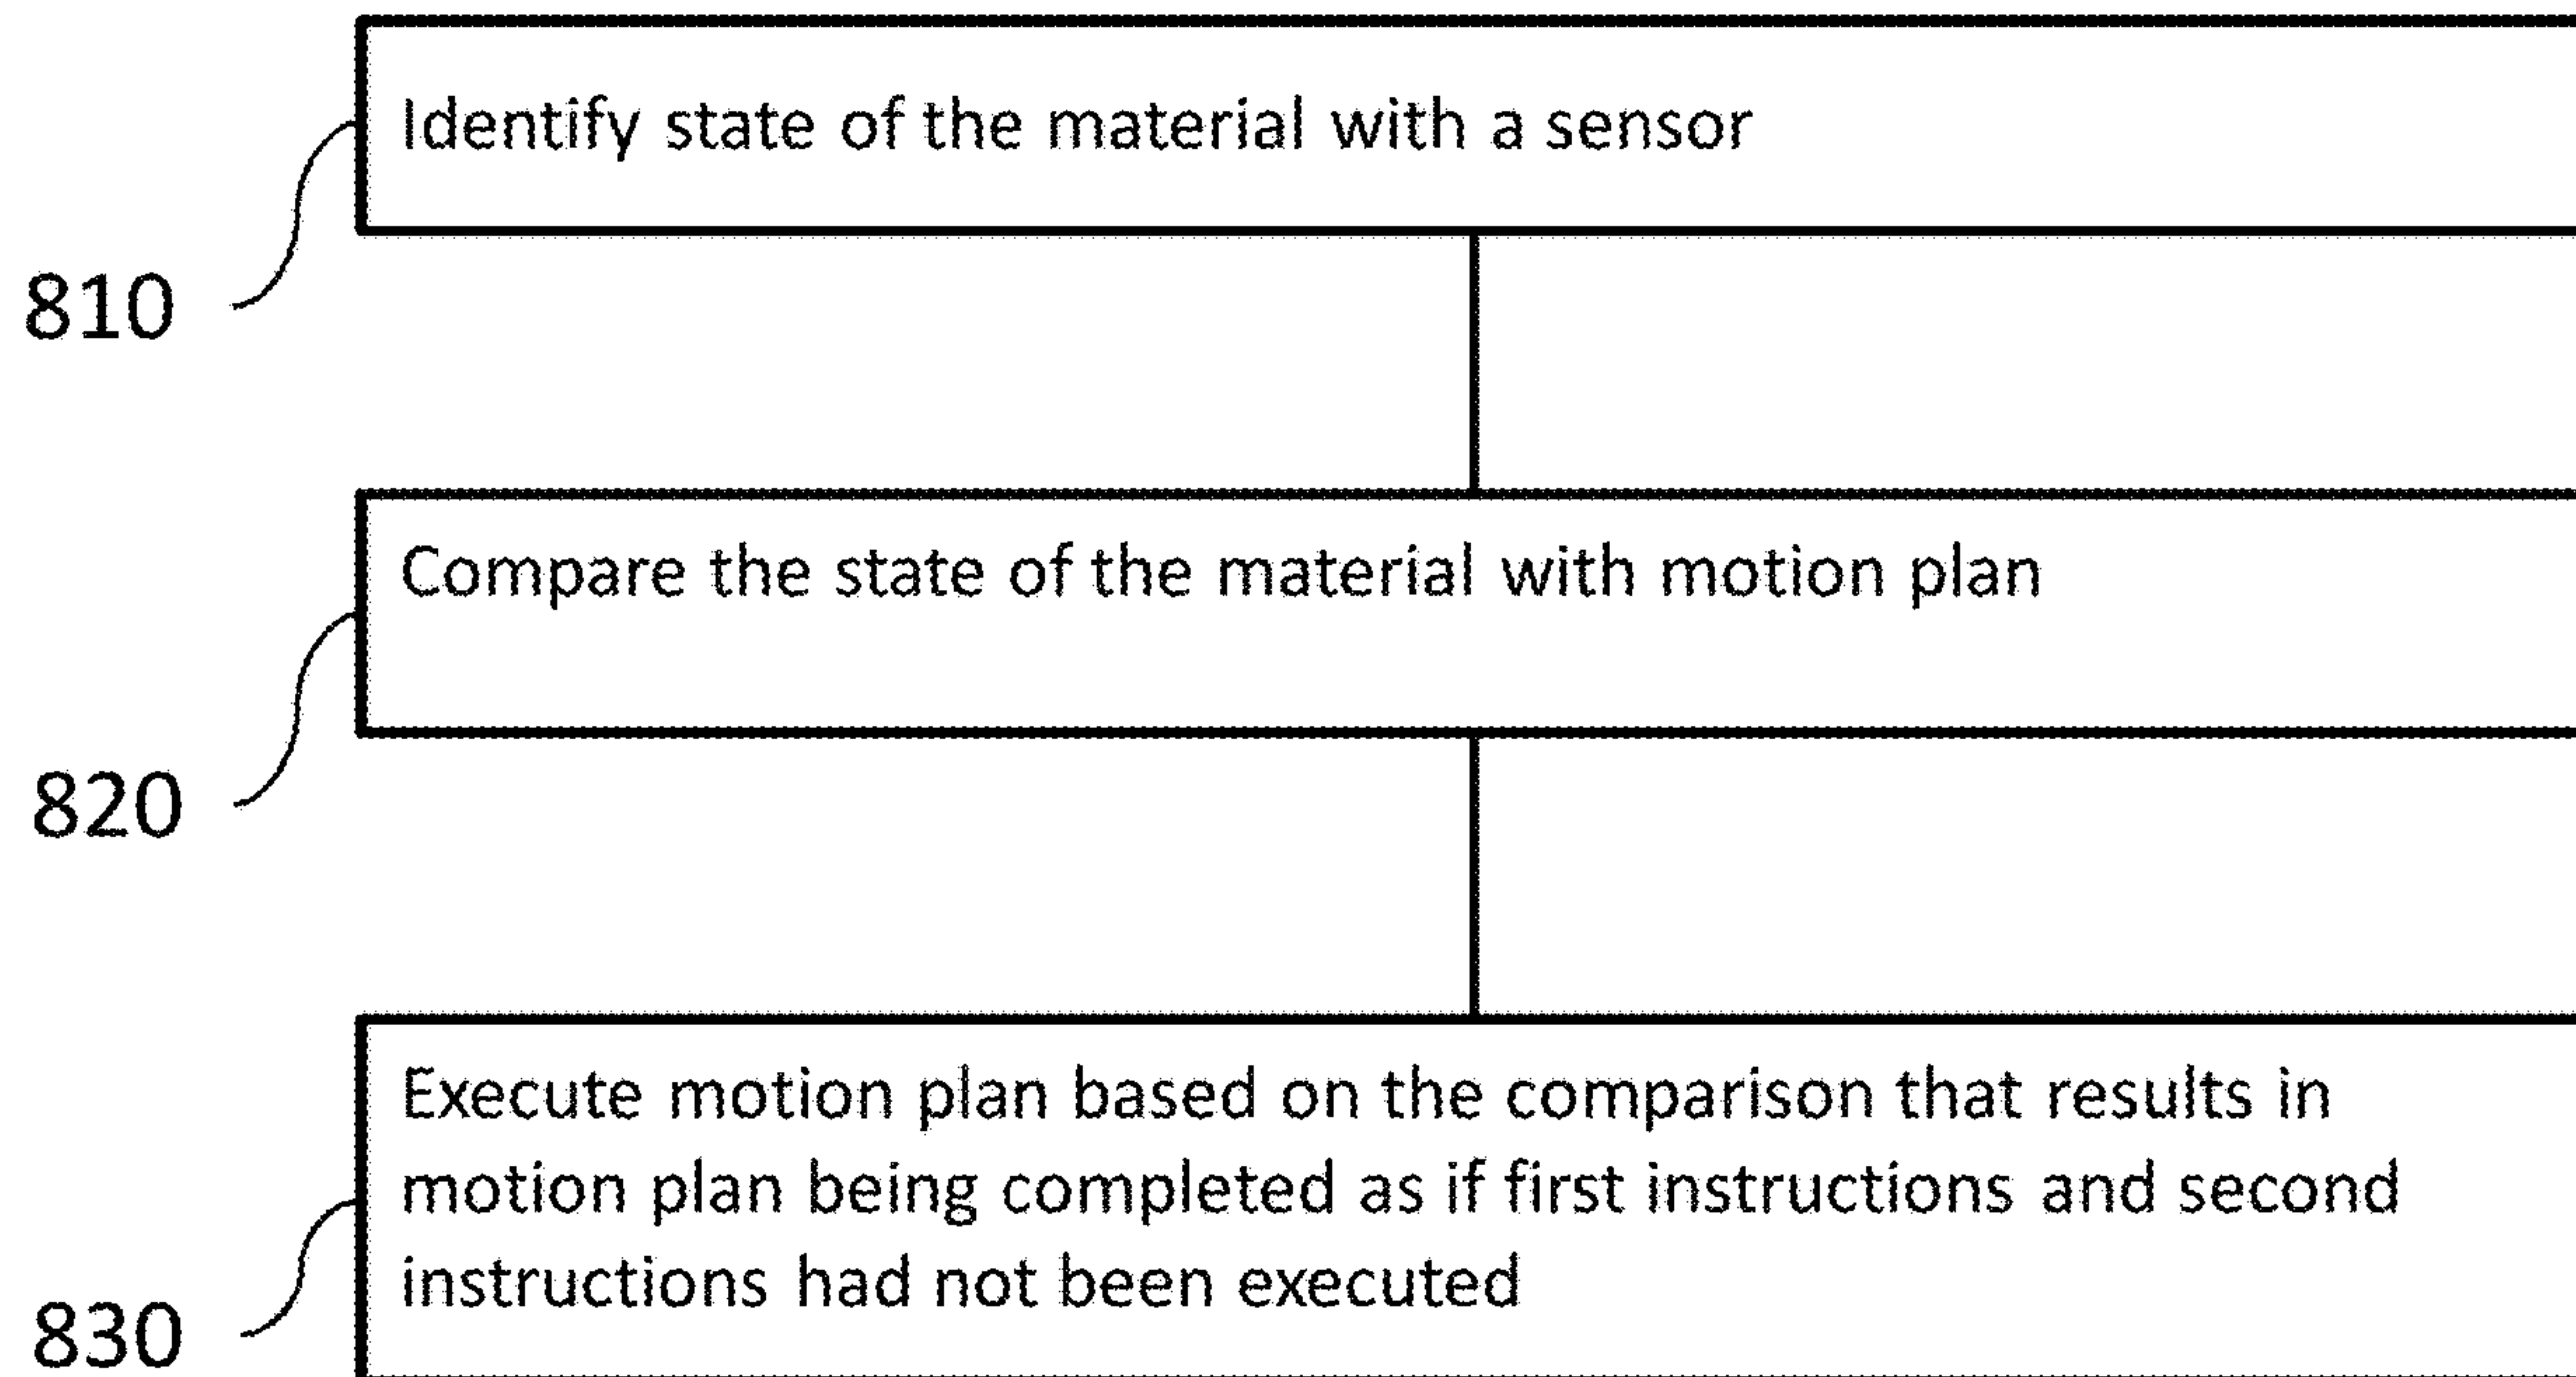 Identify state of the material with a sensor
810
Compare the state of the material with motion plan
820
Execute motion plan based on the comparison that results in
motion plan being completed as if first instructions and second
instructions had not been executed
830